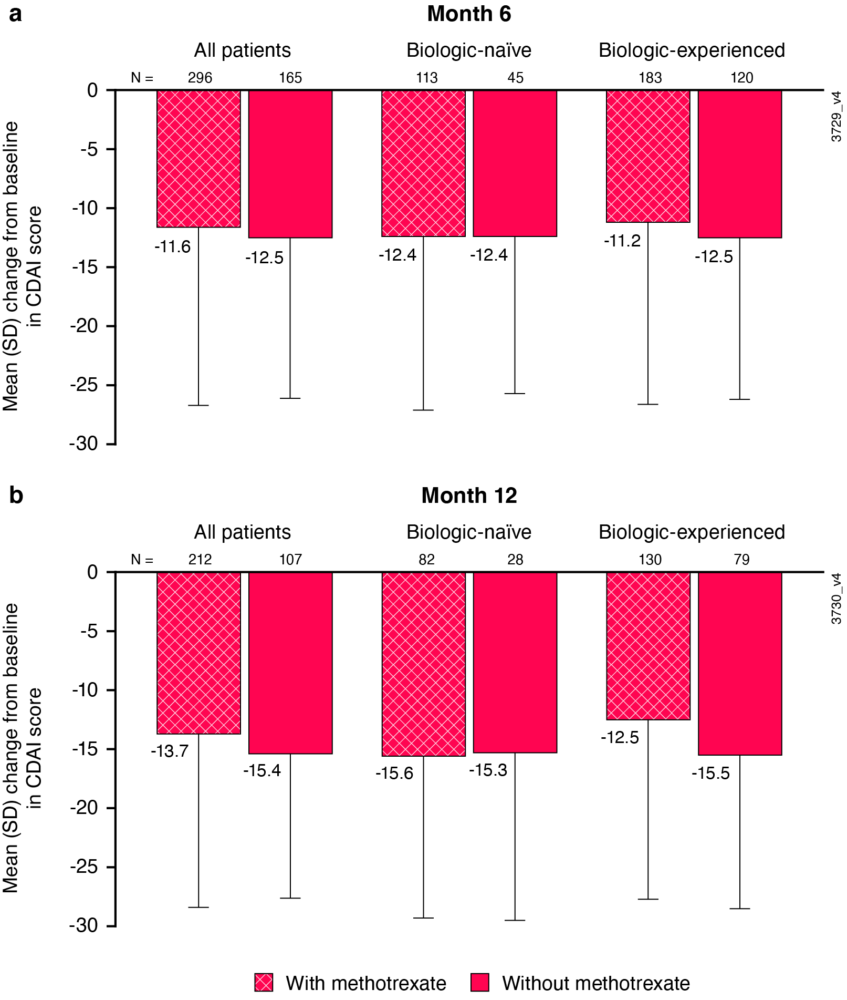 a
Month 6
All patients
Biologic-naïve
Biologic-experienced
N =
296
165
113
45
183
120
0
-5
-10
-15
-20
-25
-30
Mean (SD) change from baseline
in CDAI score
-11.6
-12.5
-12.4
-12.4
-11.2
-12.5
3729_v4
b
Month 12
All patients
Biologic-naïve
Biologic-experienced
N =
212
107
82
28
130
79
0
-5
-10
-15
-20
-25
-30
Mean (SD) change from baseline
in CDAI score
-13.7
-15.4
-15.6
-15.3
-12.5
-15.5
3730_v4
With methotrexate
Without methotrexate